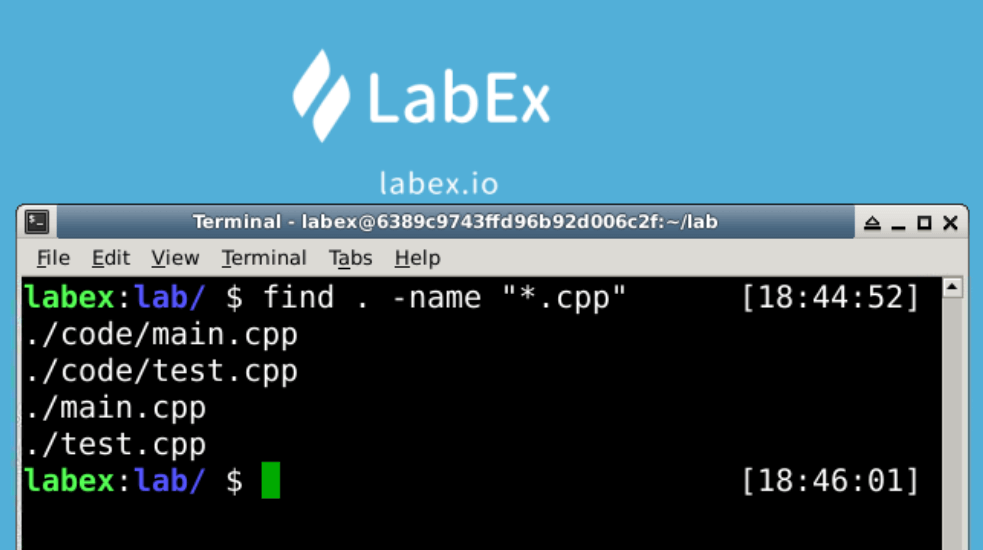 LabEx
labex.io
Terminal - labex@6389c9743ffd96b92d006c2f:~/lab
File Edit View Terminal Tabs Help
labex:lab/ $ find . -name "*.cpp" [18:44:52]
./code/main.cpp
./code/test.cpp
./main.cpp
./test.cpp
labex:lab/ $ [18:46:01]